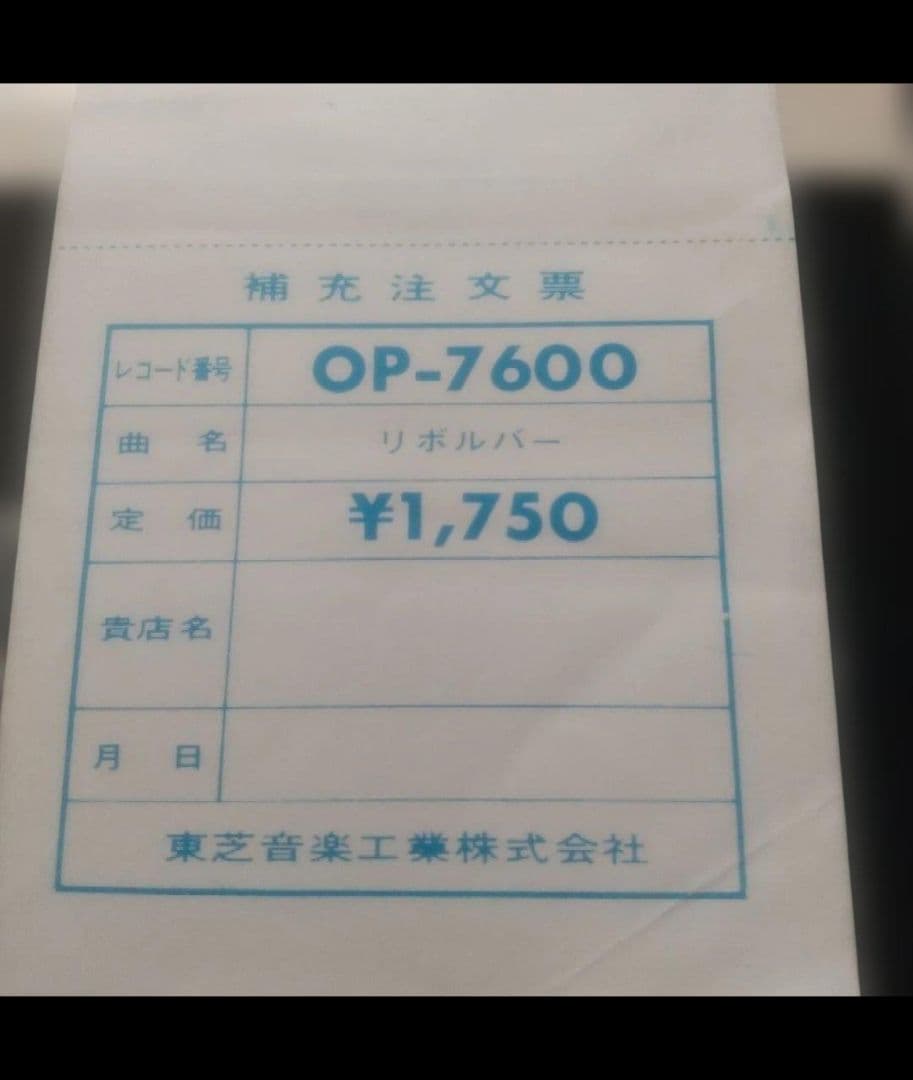 補充注文票
レコード番号 OP-7600
曲名 リボルバー
定価 ¥1,750
貴店名
月日
東芝音楽工業株式会社